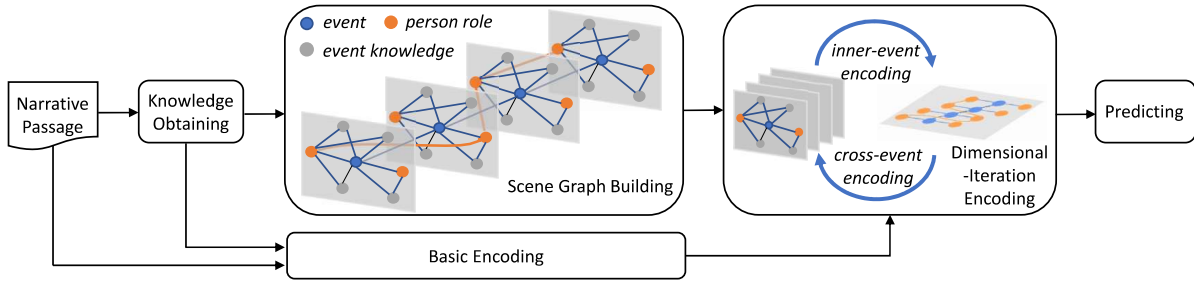 event
person role
event knowledge
Narrative
Passage
Knowledge
Obtaining
Scene Graph Building
inner-event
encoding
cross-event
encoding
Dimensional
-Iteration
Encoding
Predicting
Basic Encoding